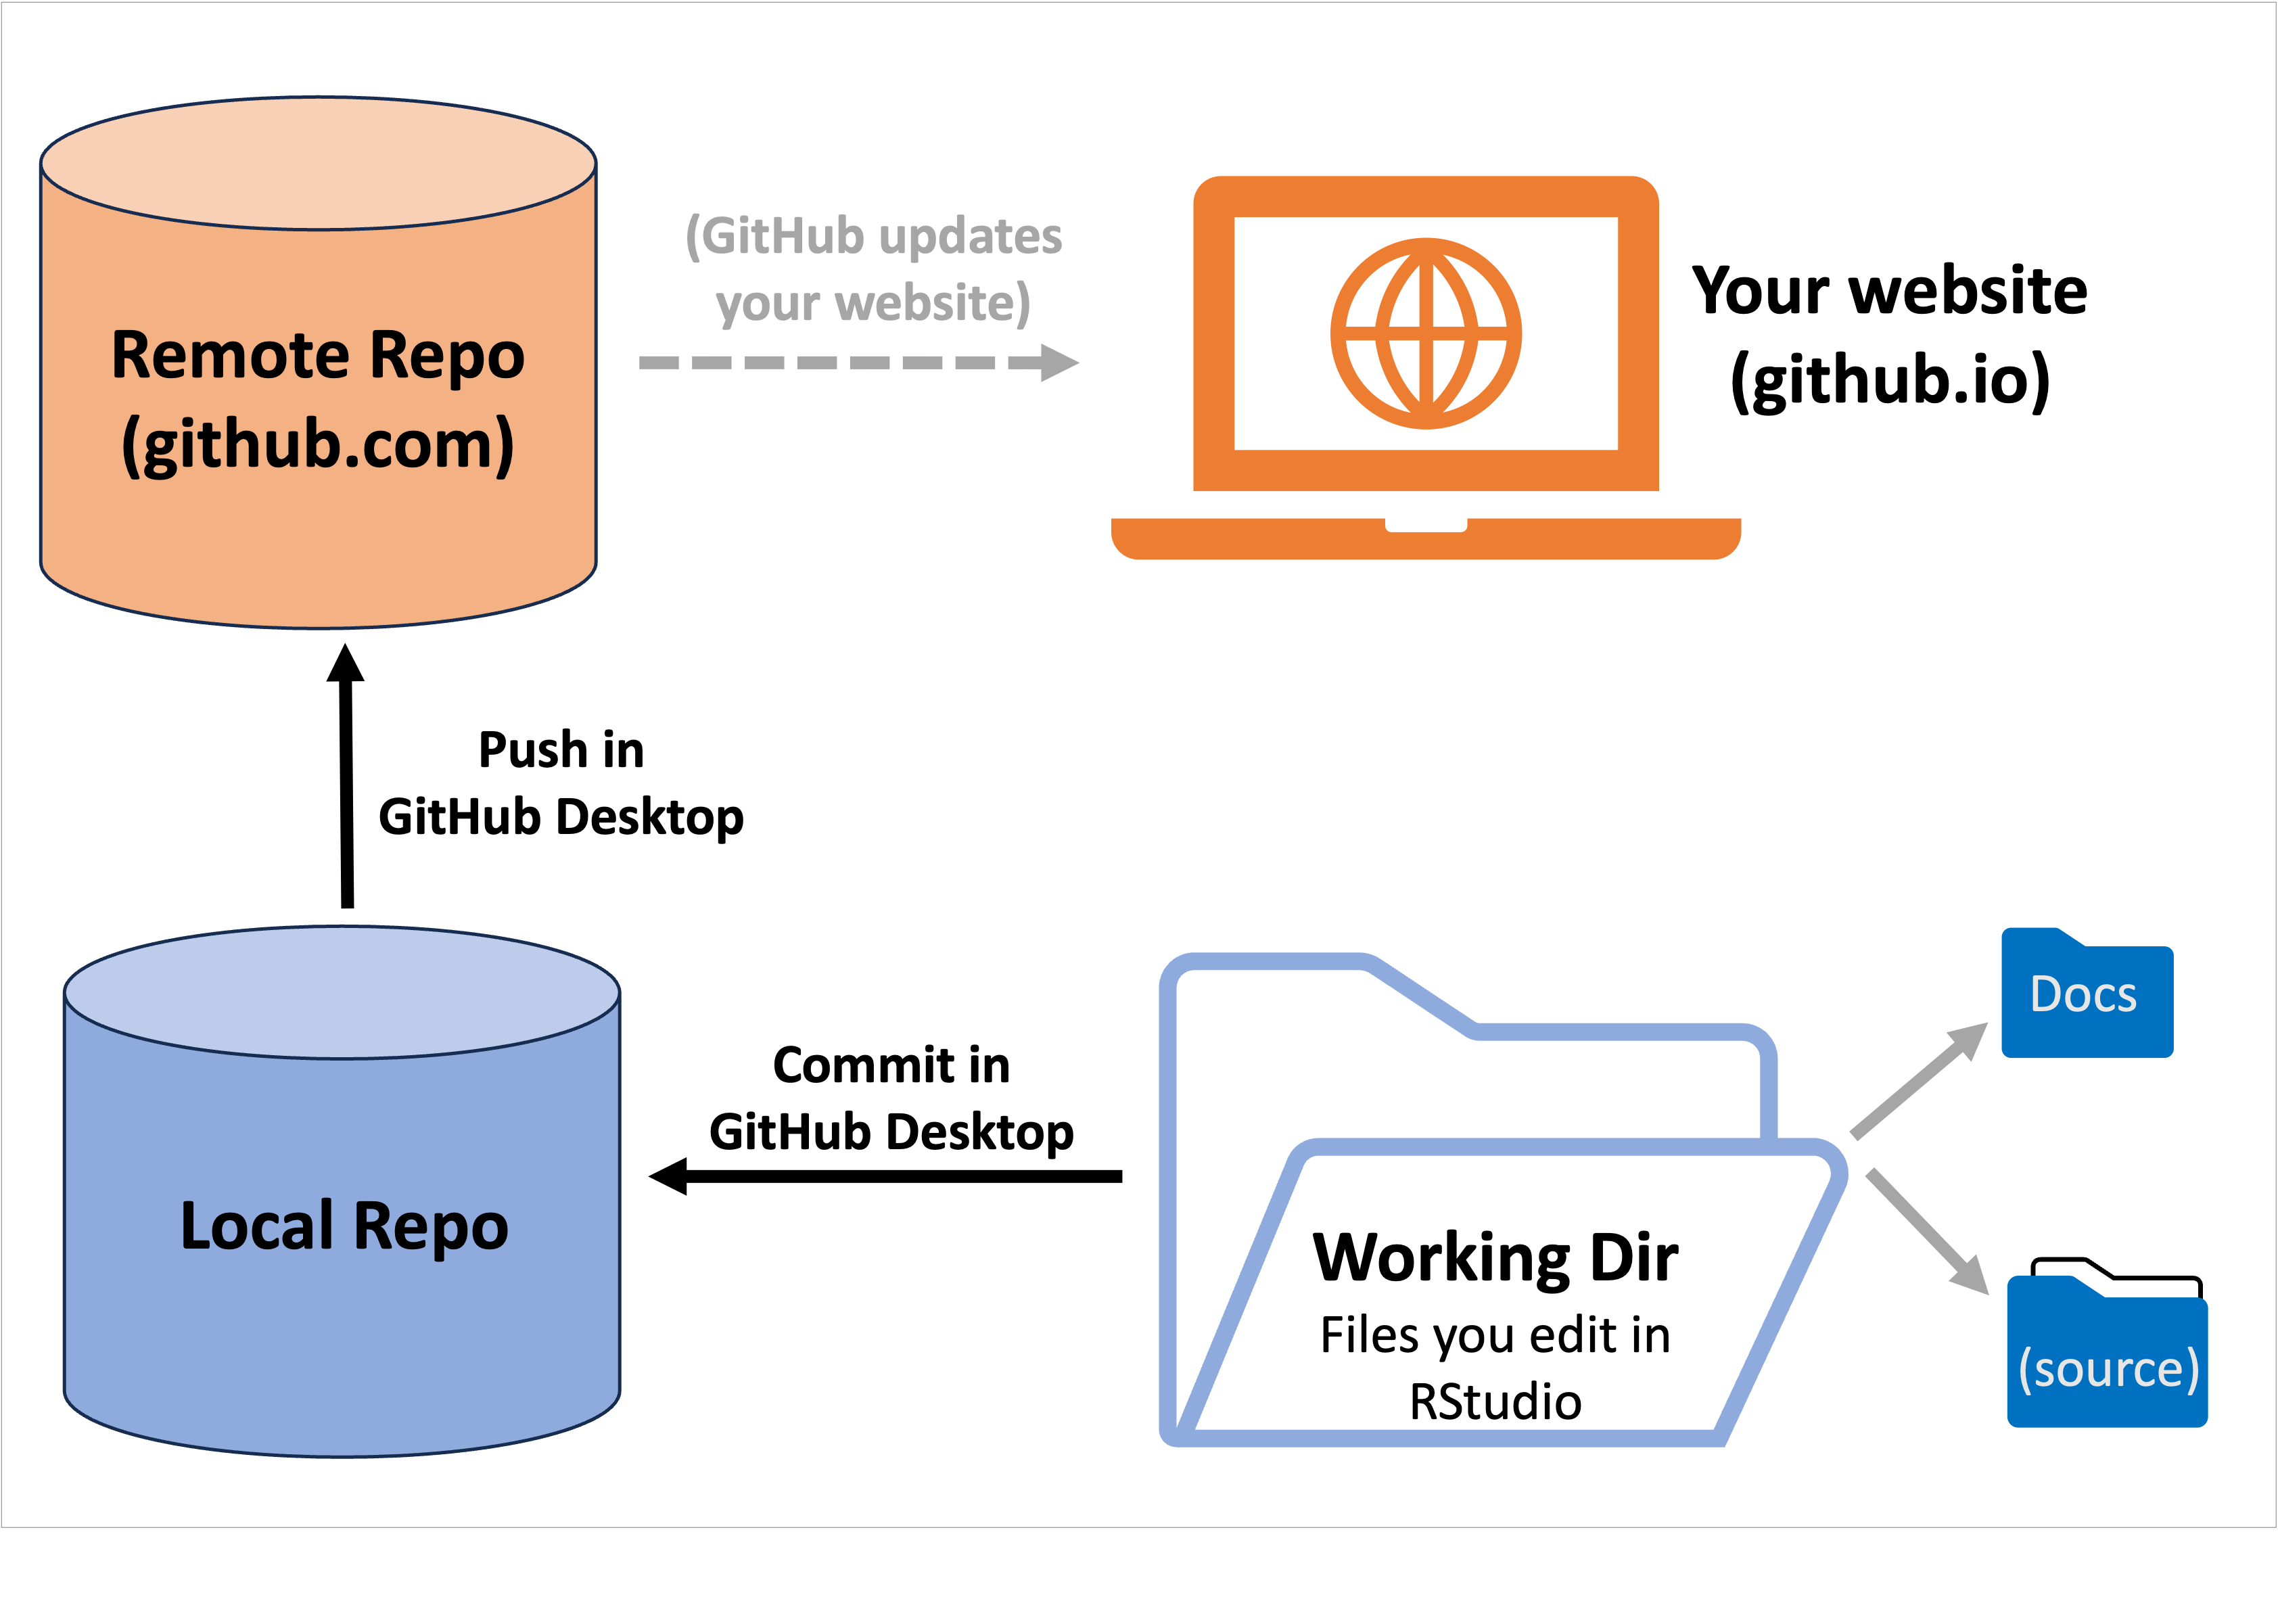 (GitHub updates
your website)
Remote Repo
(github.com)
Your website
(github.io)
Push in
GitHub Desktop
Commit in
GitHub Desktop
Local Repo
Working Dir
Files you edit in
RStudio
Docs
(source)